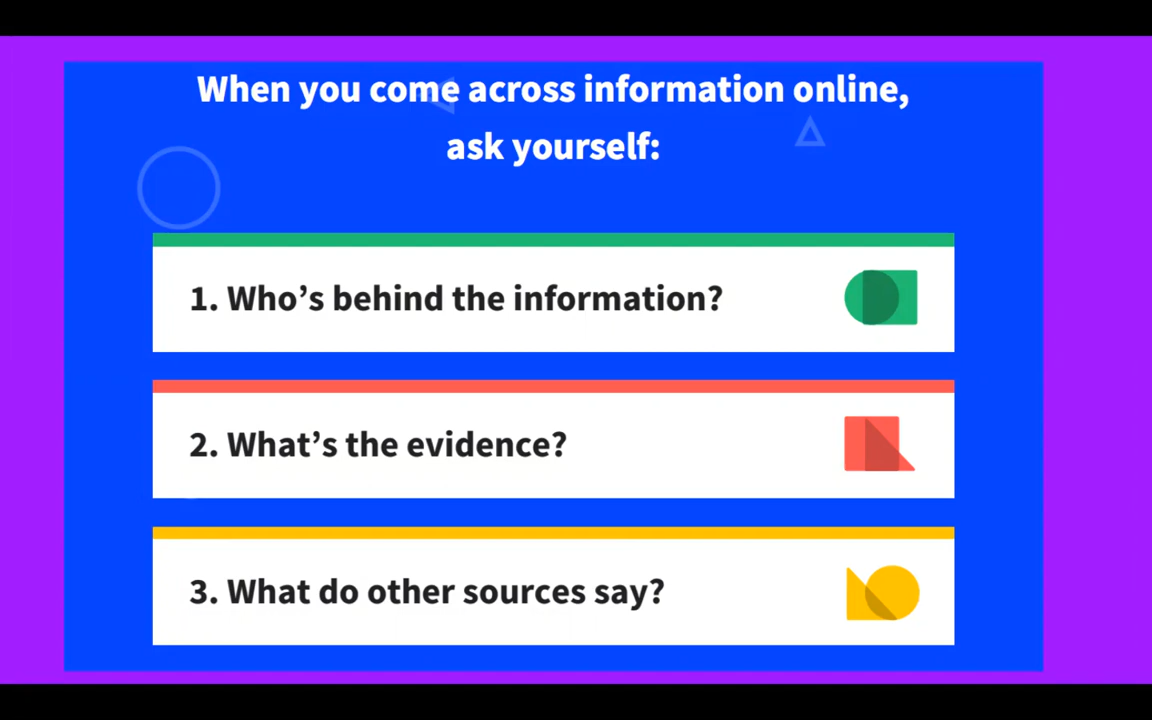 When you come across information online,
ask yourself:
1. Who’s behind the information?
2. What’s the evidence?
3. What do other sources say?